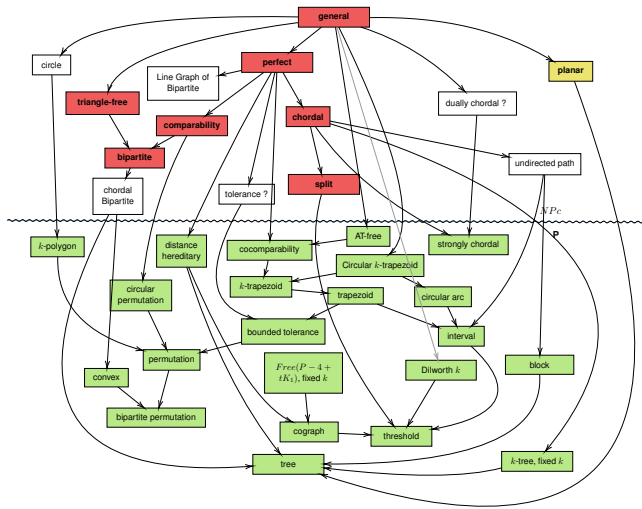 general
circle
perfect
planar
Line Graph of
Bipartite
triangle-free
dually chordal ?
chordal
comparability
bipartite
undirected path
split
chordal
Bipartite
tolerance ?
NPc
P
k-polygon
distance
hereditary
cocomparability
AT-free
strongly chordal
Circular k-trapezoid
k-trapezoid
circular
permutation
trapezoid
circular arc
bounded tolerance
interval
permutation
convex
Free(P − 4 +
tK₁), fixed k
Dilworth k
block
bipartite permutation
cograph
threshold
tree
k-tree, fixed k